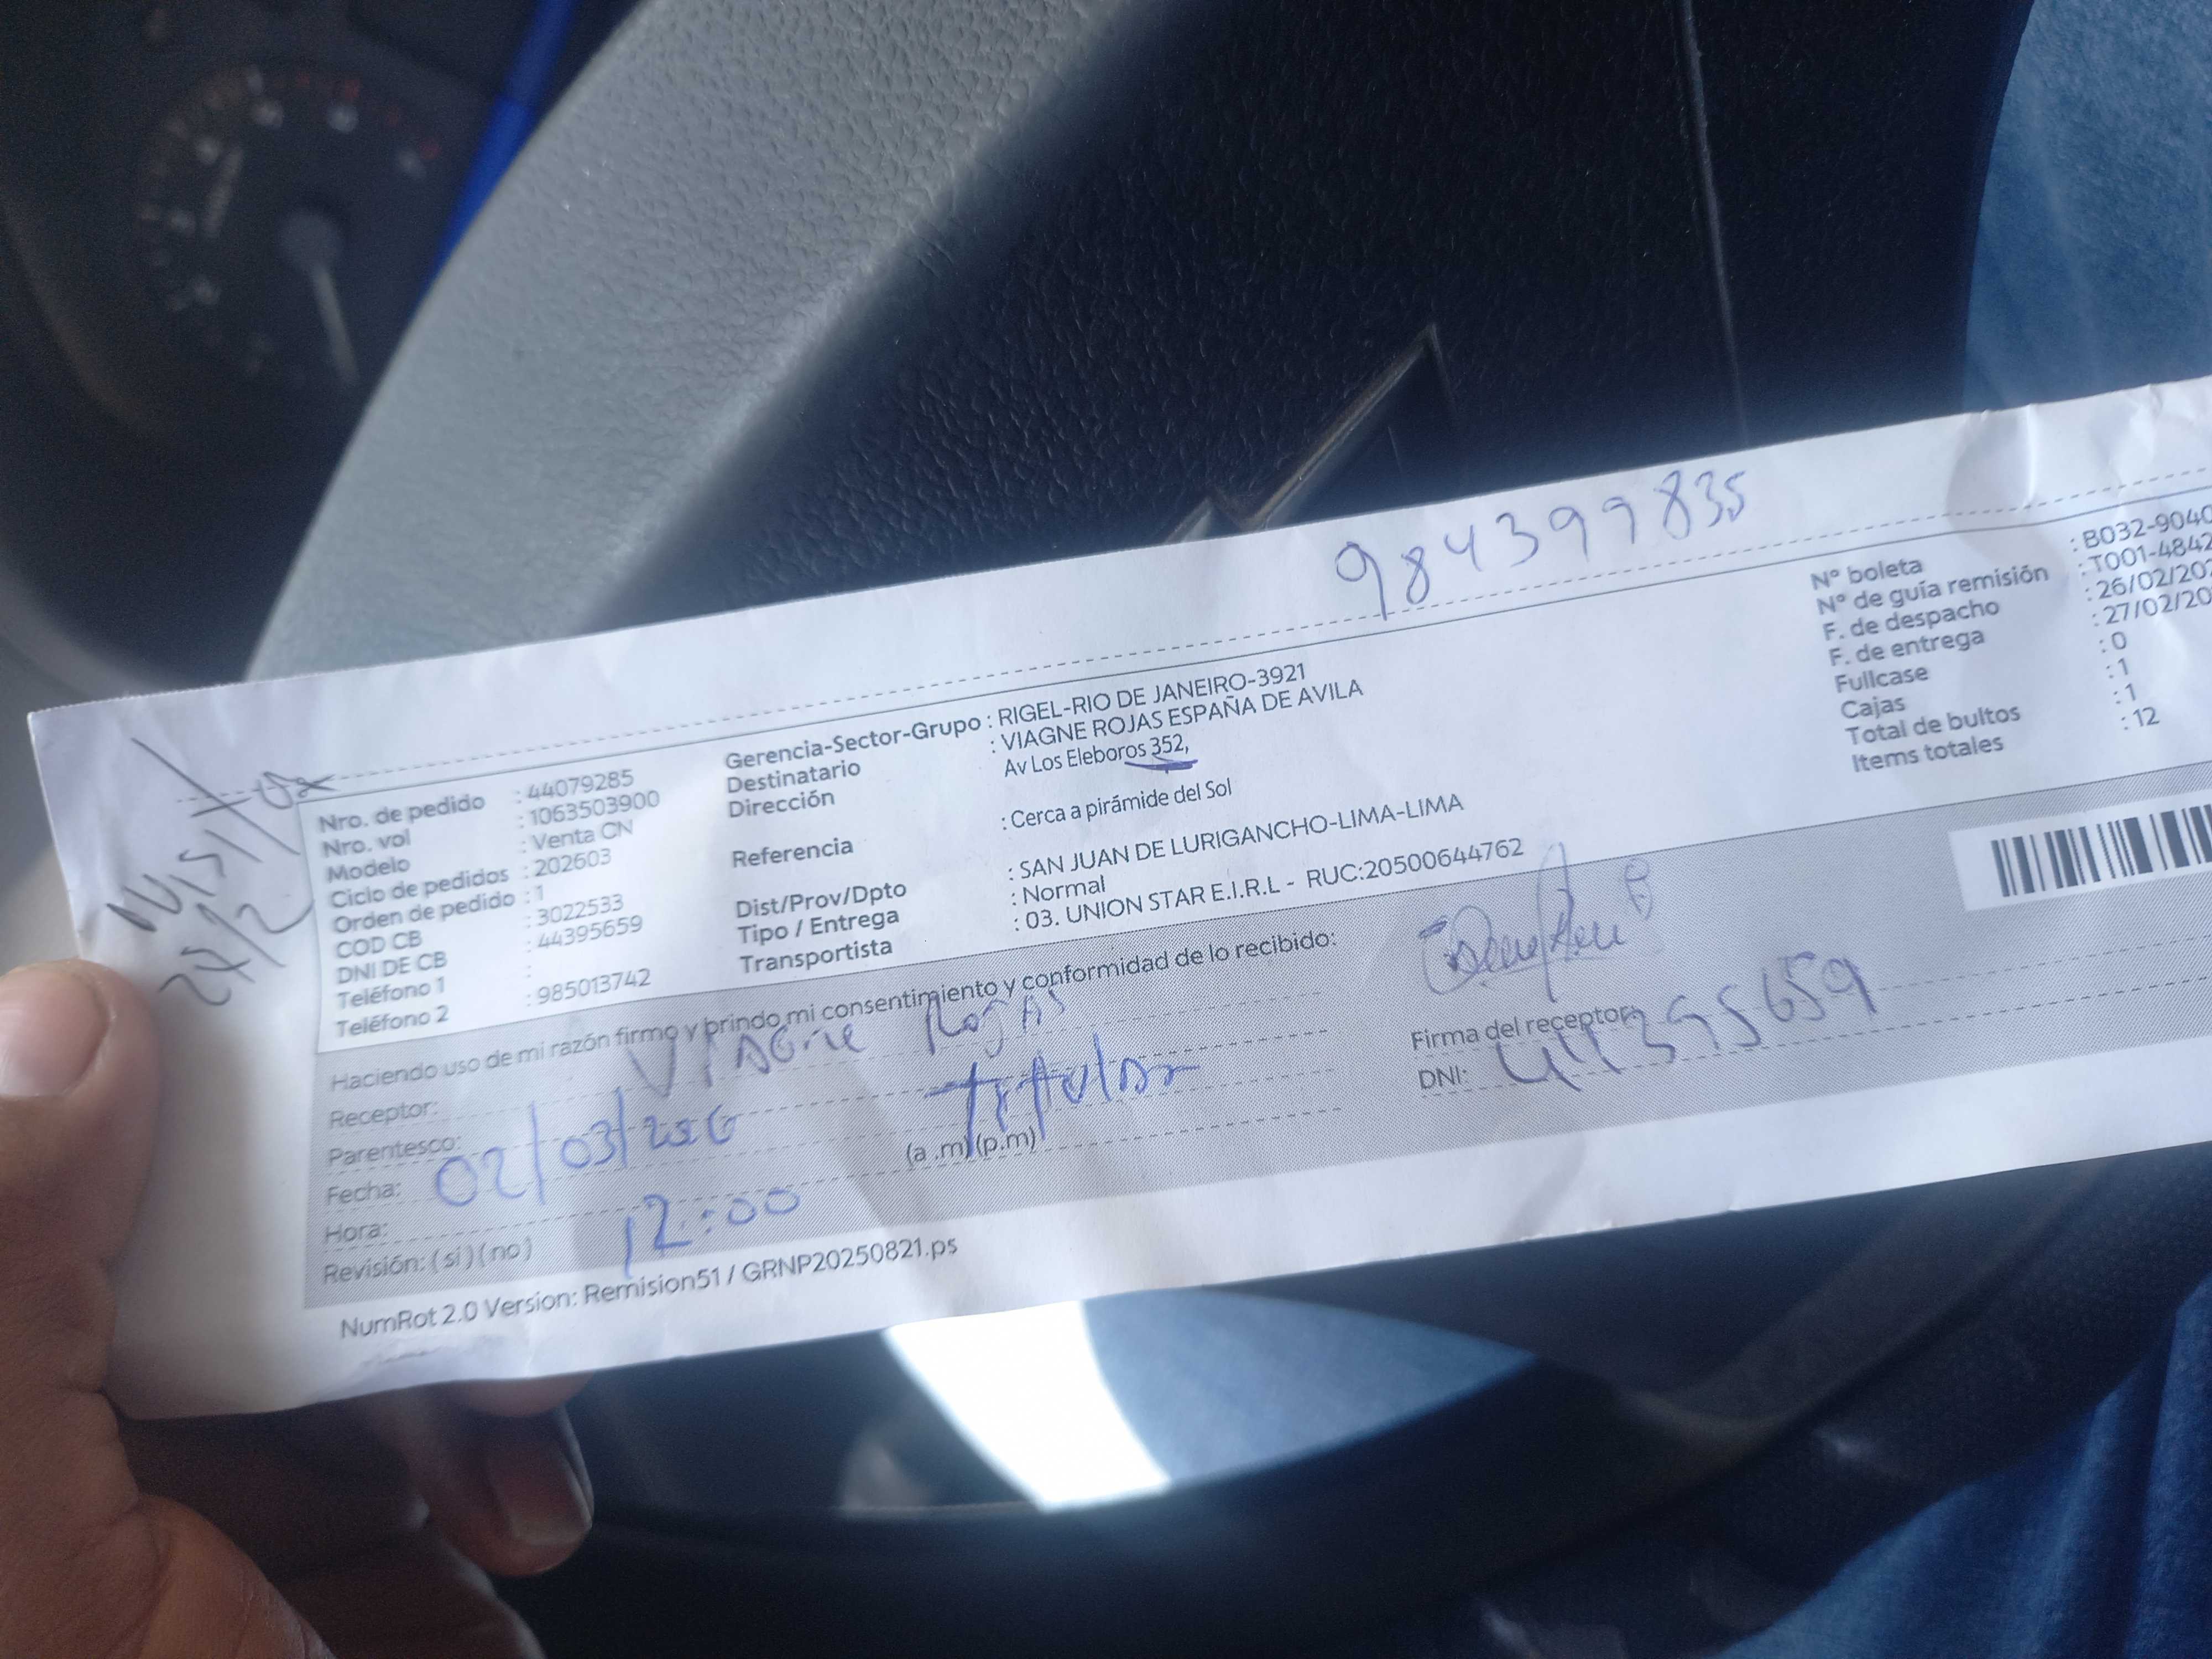 984399835
Nro. de pedido : 44079285
Nro. vol : 1063503900
Modelo : Venta CN
Ciclo de pedidos : 202603
Orden de pedido : 1
COD CB : 3022533
DNI DE CB : 44395659
Teléfono 1 :
Teléfono 2 : 985013742
Gerencia-Sector-Grupo : RIGEL-RIO DE JANEIRO-3921
Destinatario : VIAGNE ROJAS ESPAÑA DE AVILA
Dirección Av Los Eleboros 352,
Referencia : Cerca a pirámide del Sol
Dist/Prov/Dpto : SAN JUAN DE LURIGANCHO-LIMA-LIMA
Tipo / Entrega : Normal
Transportista : 03. UNION STAR E.I.R.L - RUC:20500644762
N° boleta : B032-904
N° de guía remisión : T001-4842
F. de despacho : 26/02/20
F. de entrega : 27/02/20
Fullcase : 0
Cajas : 1
Total de bultos : 1
Items totales : 12
Haciendo uso de mi razón firmo y brindo mi consentimiento y conformidad de lo recibido:
Receptor: VIAGNE Rojas
Parentesco: Titular
Fecha: 02/03/2026
Hora: 12:00 (a .m) (p.m)
Revisión: ( si ) ( no )
Firma del receptor
DNI: 44395659
NumRot 2.0 Version: Remision51 / GRNP20250821.ps